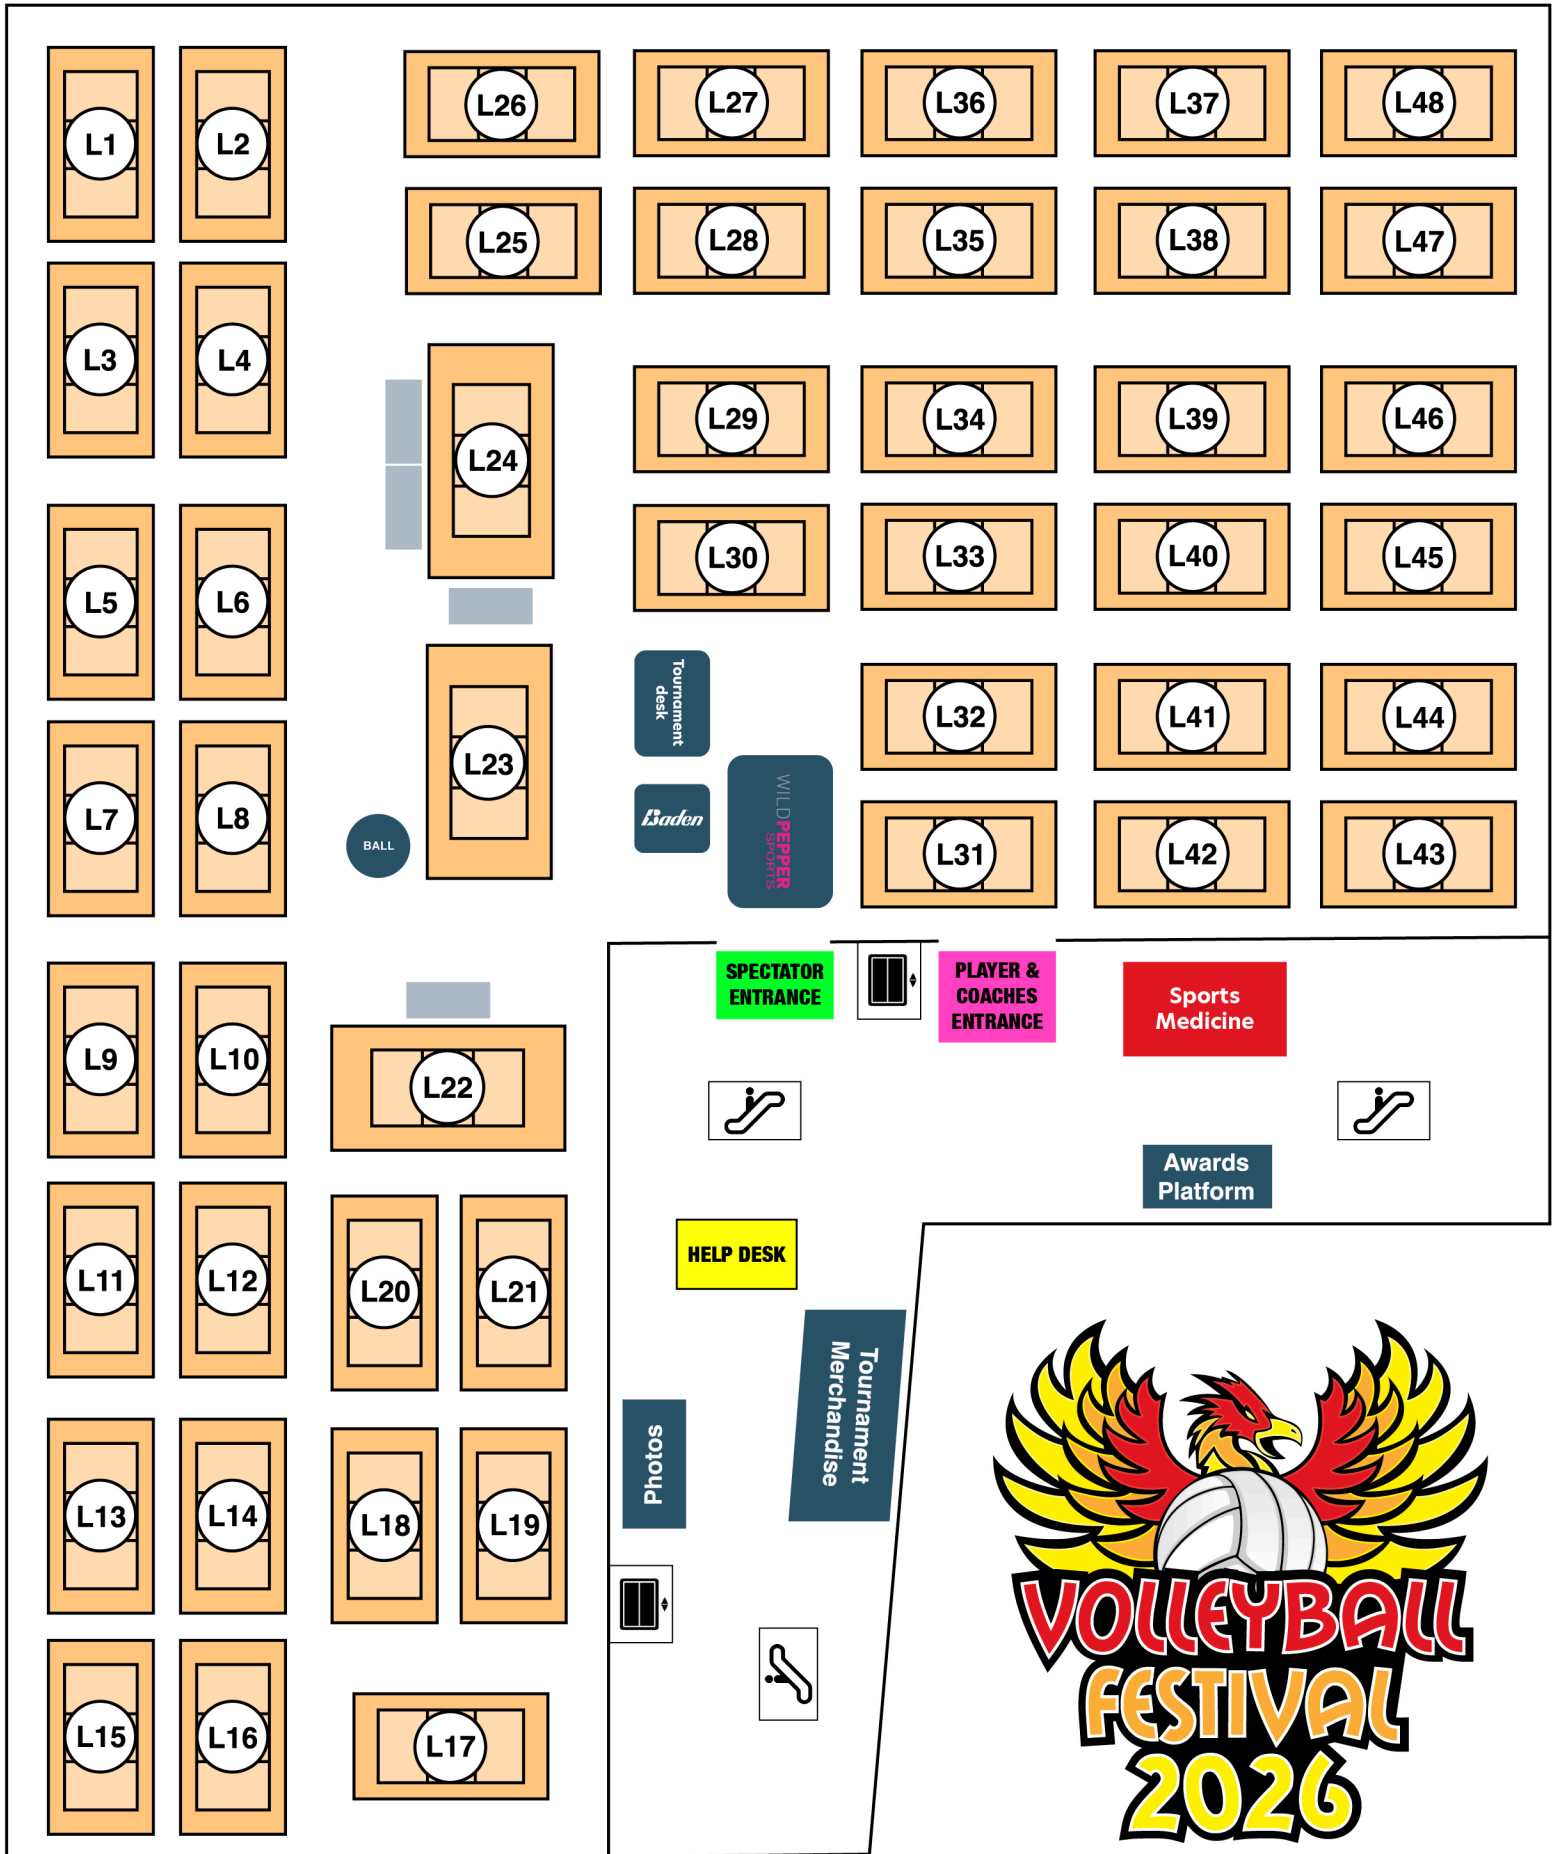 L1
L2
L26
L27
L36
L37
L48
L25
L28
L35
L38
L47
L3
L4
L24
L29
L34
L39
L46
L30
L33
L40
L45
L5
L6
Tournament
desk
L32
L41
L44
L23
L7
L8
BALL
Baden
WILDPEPPER
SPORTS
L31
L42
L43
SPECTATOR
ENTRANCE
PLAYER &
COACHES
ENTRANCE
Sports
Medicine
L9
L10
L22
Awards
Platform
L11
L12
L20
L21
HELP DESK
Tournament
Merchandise
Photos
L13
L14
L18
L19
L15
L16
L17
VOLLEYBALL
FESTIVAL
2026